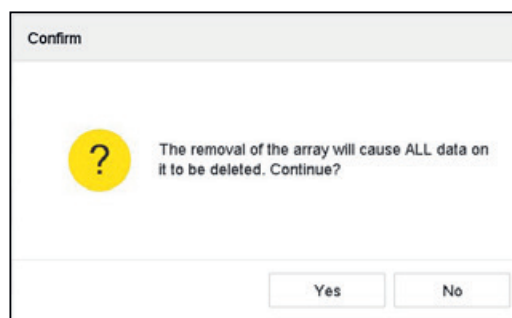 Confirm
?
The removal of the array will cause ALL data on
it to be deleted. Continue?
Yes
No